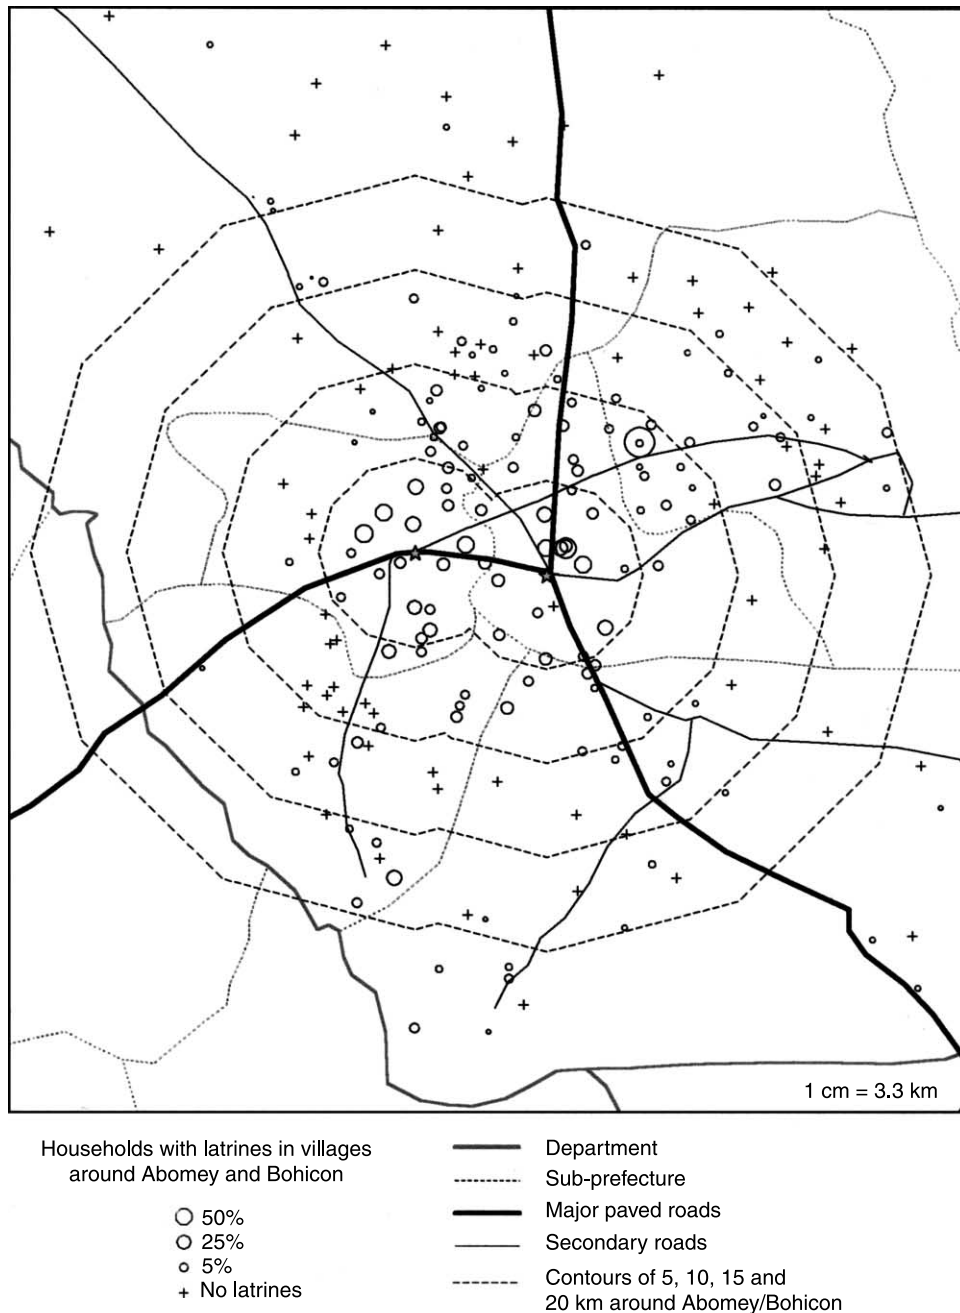 1 cm = 3.3 km
Households with latrines in villages
around Abomey and Bohicon
50%
25%
5%
No latrines
Department
Sub-prefecture
Major paved roads
Secondary roads
Contours of 5, 10, 15 and
20 km around Abomey/Bohicon